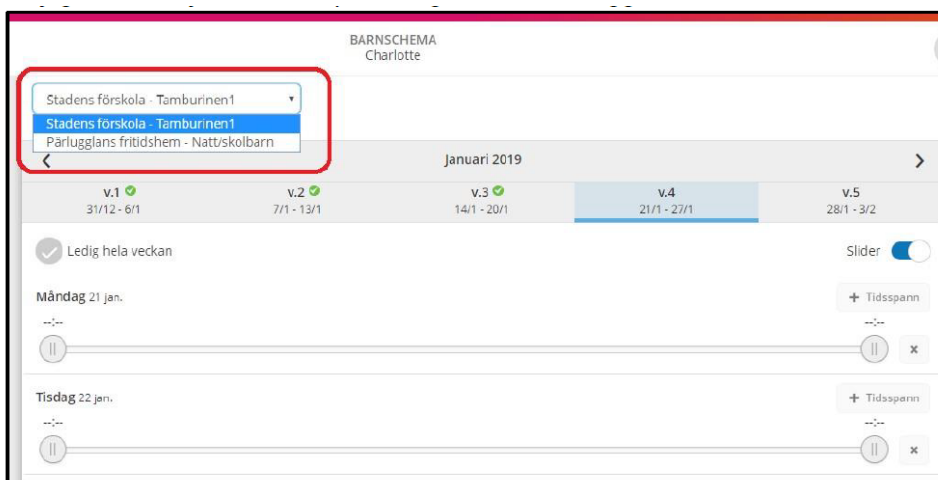 BARNSCHEMA
Charlotte
Stadens förskola - Tamburinen1
Stadens förskola - Tamburinen1
Pärlugglans fritidshem - Natt/skolbarn
Januari 2019
v.1 v.2 v.3 v.4 v.5
31/12 - 6/1 7/1 - 13/1 14/1 - 20/1 21/1 - 27/1 28/1 - 3/2
Ledig hela veckan Slider
Måndag 21 jan. + Tidsspann
--:-- --:--
Tisdag 22 jan. + Tidsspann
--:-- --:--